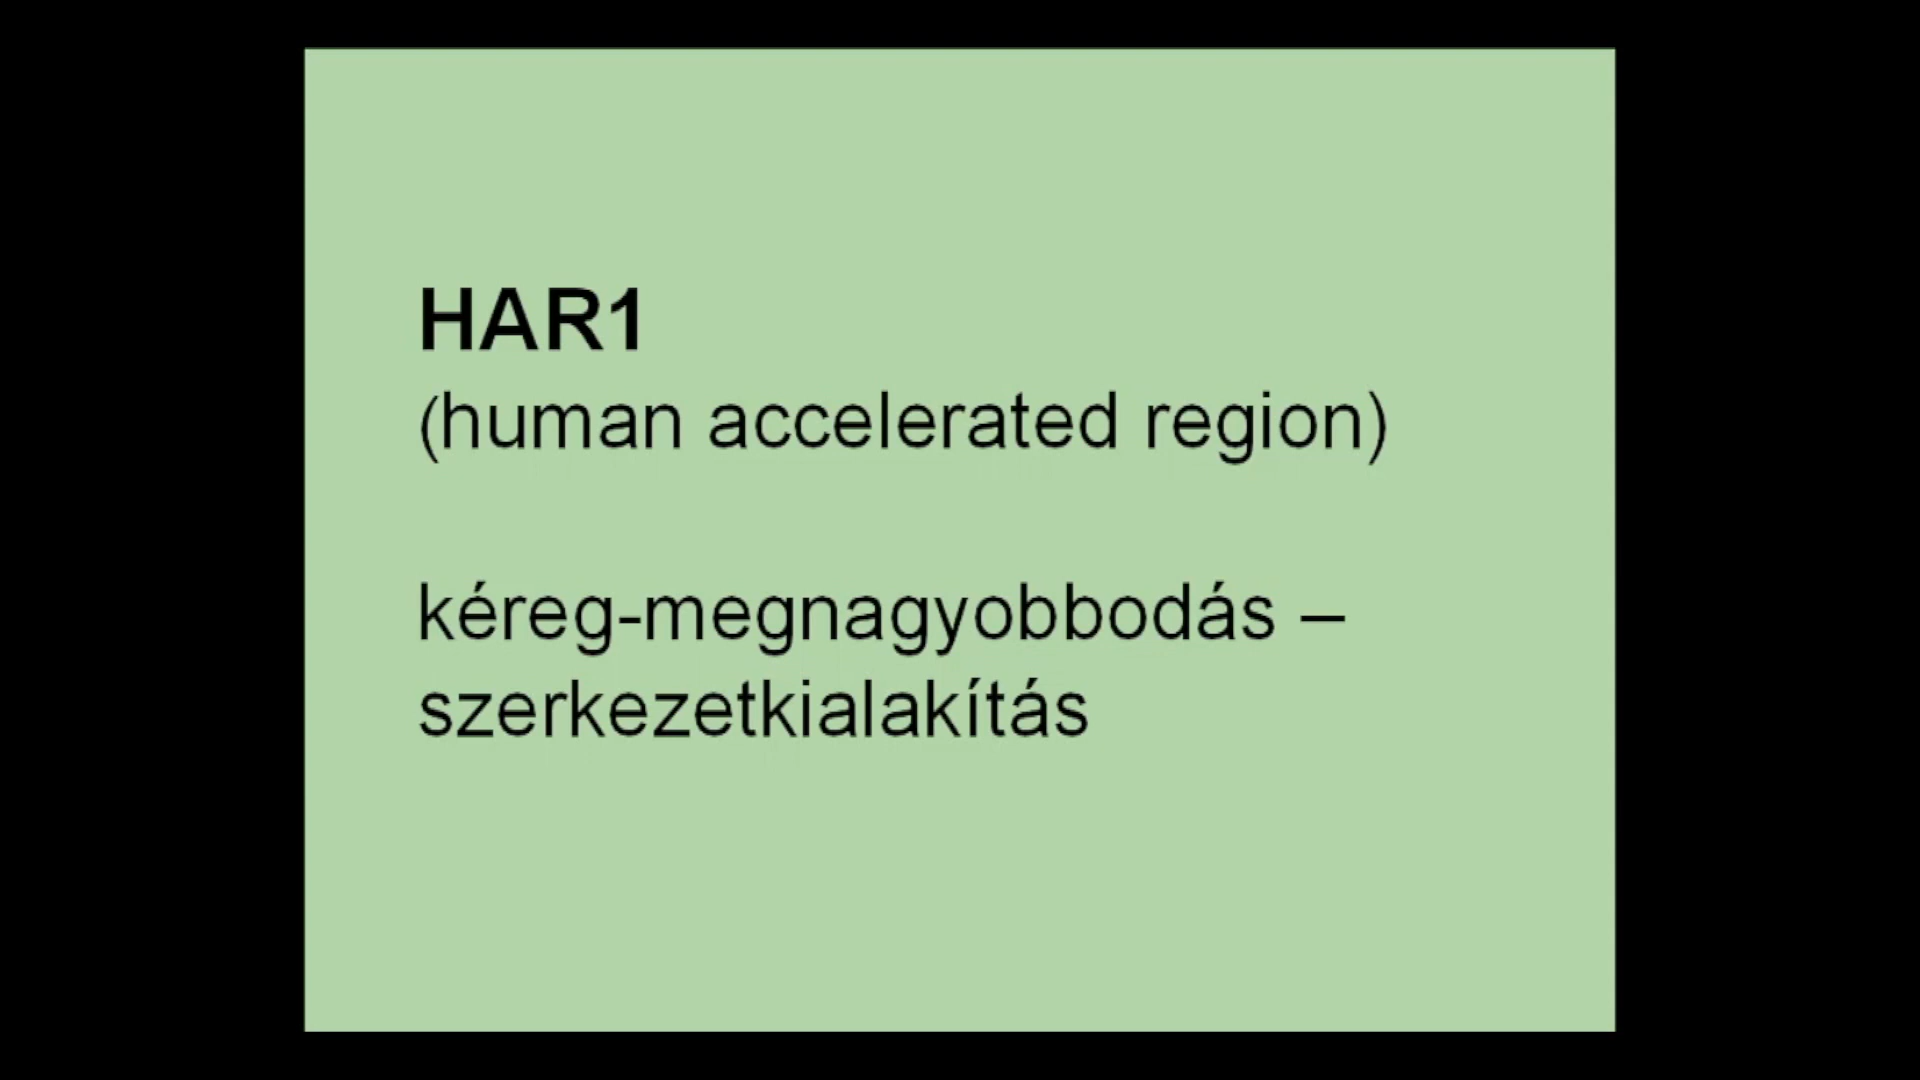 HAR1
(human accelerated region)
kéreg-megnagyobbodás –
szerkezetkialakítás